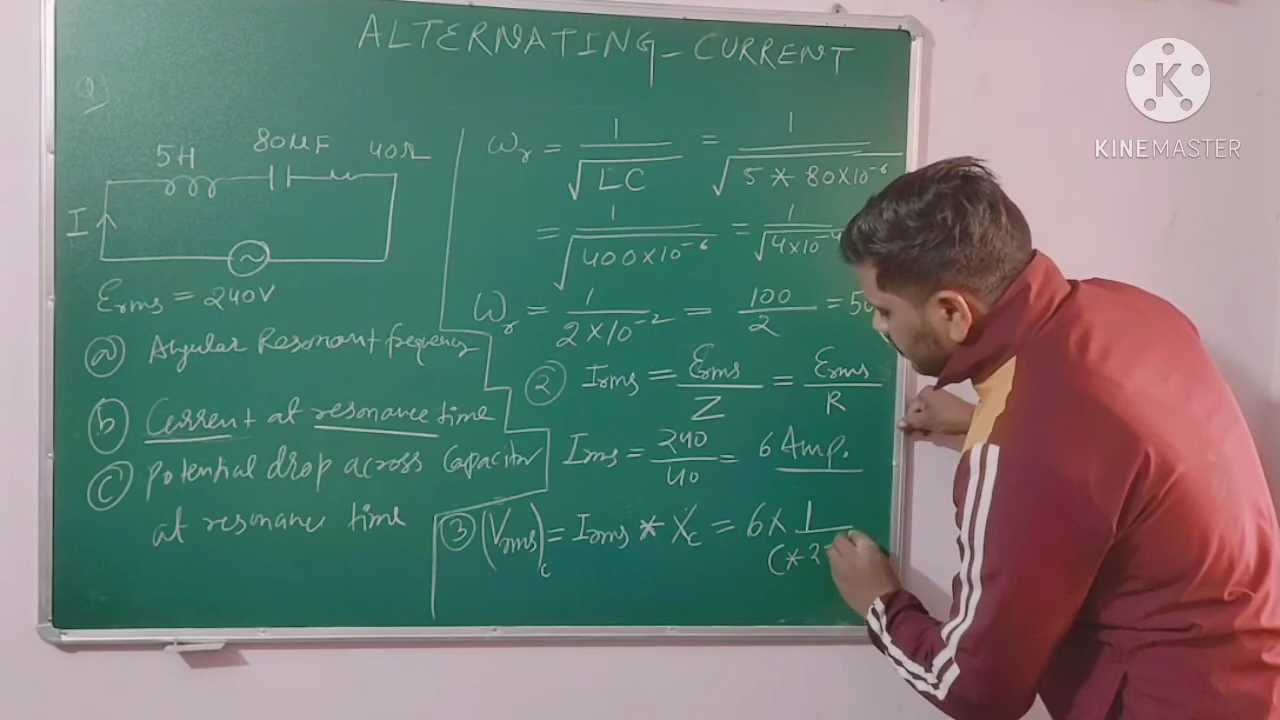 ALTERNATING-CURRENT
Q)
5H 80μF 40Ω
I
Erms = 240V
(a) Angular Resonant frequency
(b) Current at resonance time
(c) Potential drop across Capacitor
at resonance time
ωr = 1/√LC = 1/√5*80×10⁻⁶
= 1/√400×10⁻⁶ = 1/√4×10⁻⁴
ωr = 1/2×10⁻² = 100/2 = 50
(2) Irms = Erms/Z = Erms/R
Irms = 240/40 = 6 Amp.
(3) (Vrms)c = Irms * Xc = 6× 1/C*2
K
KINEMASTER